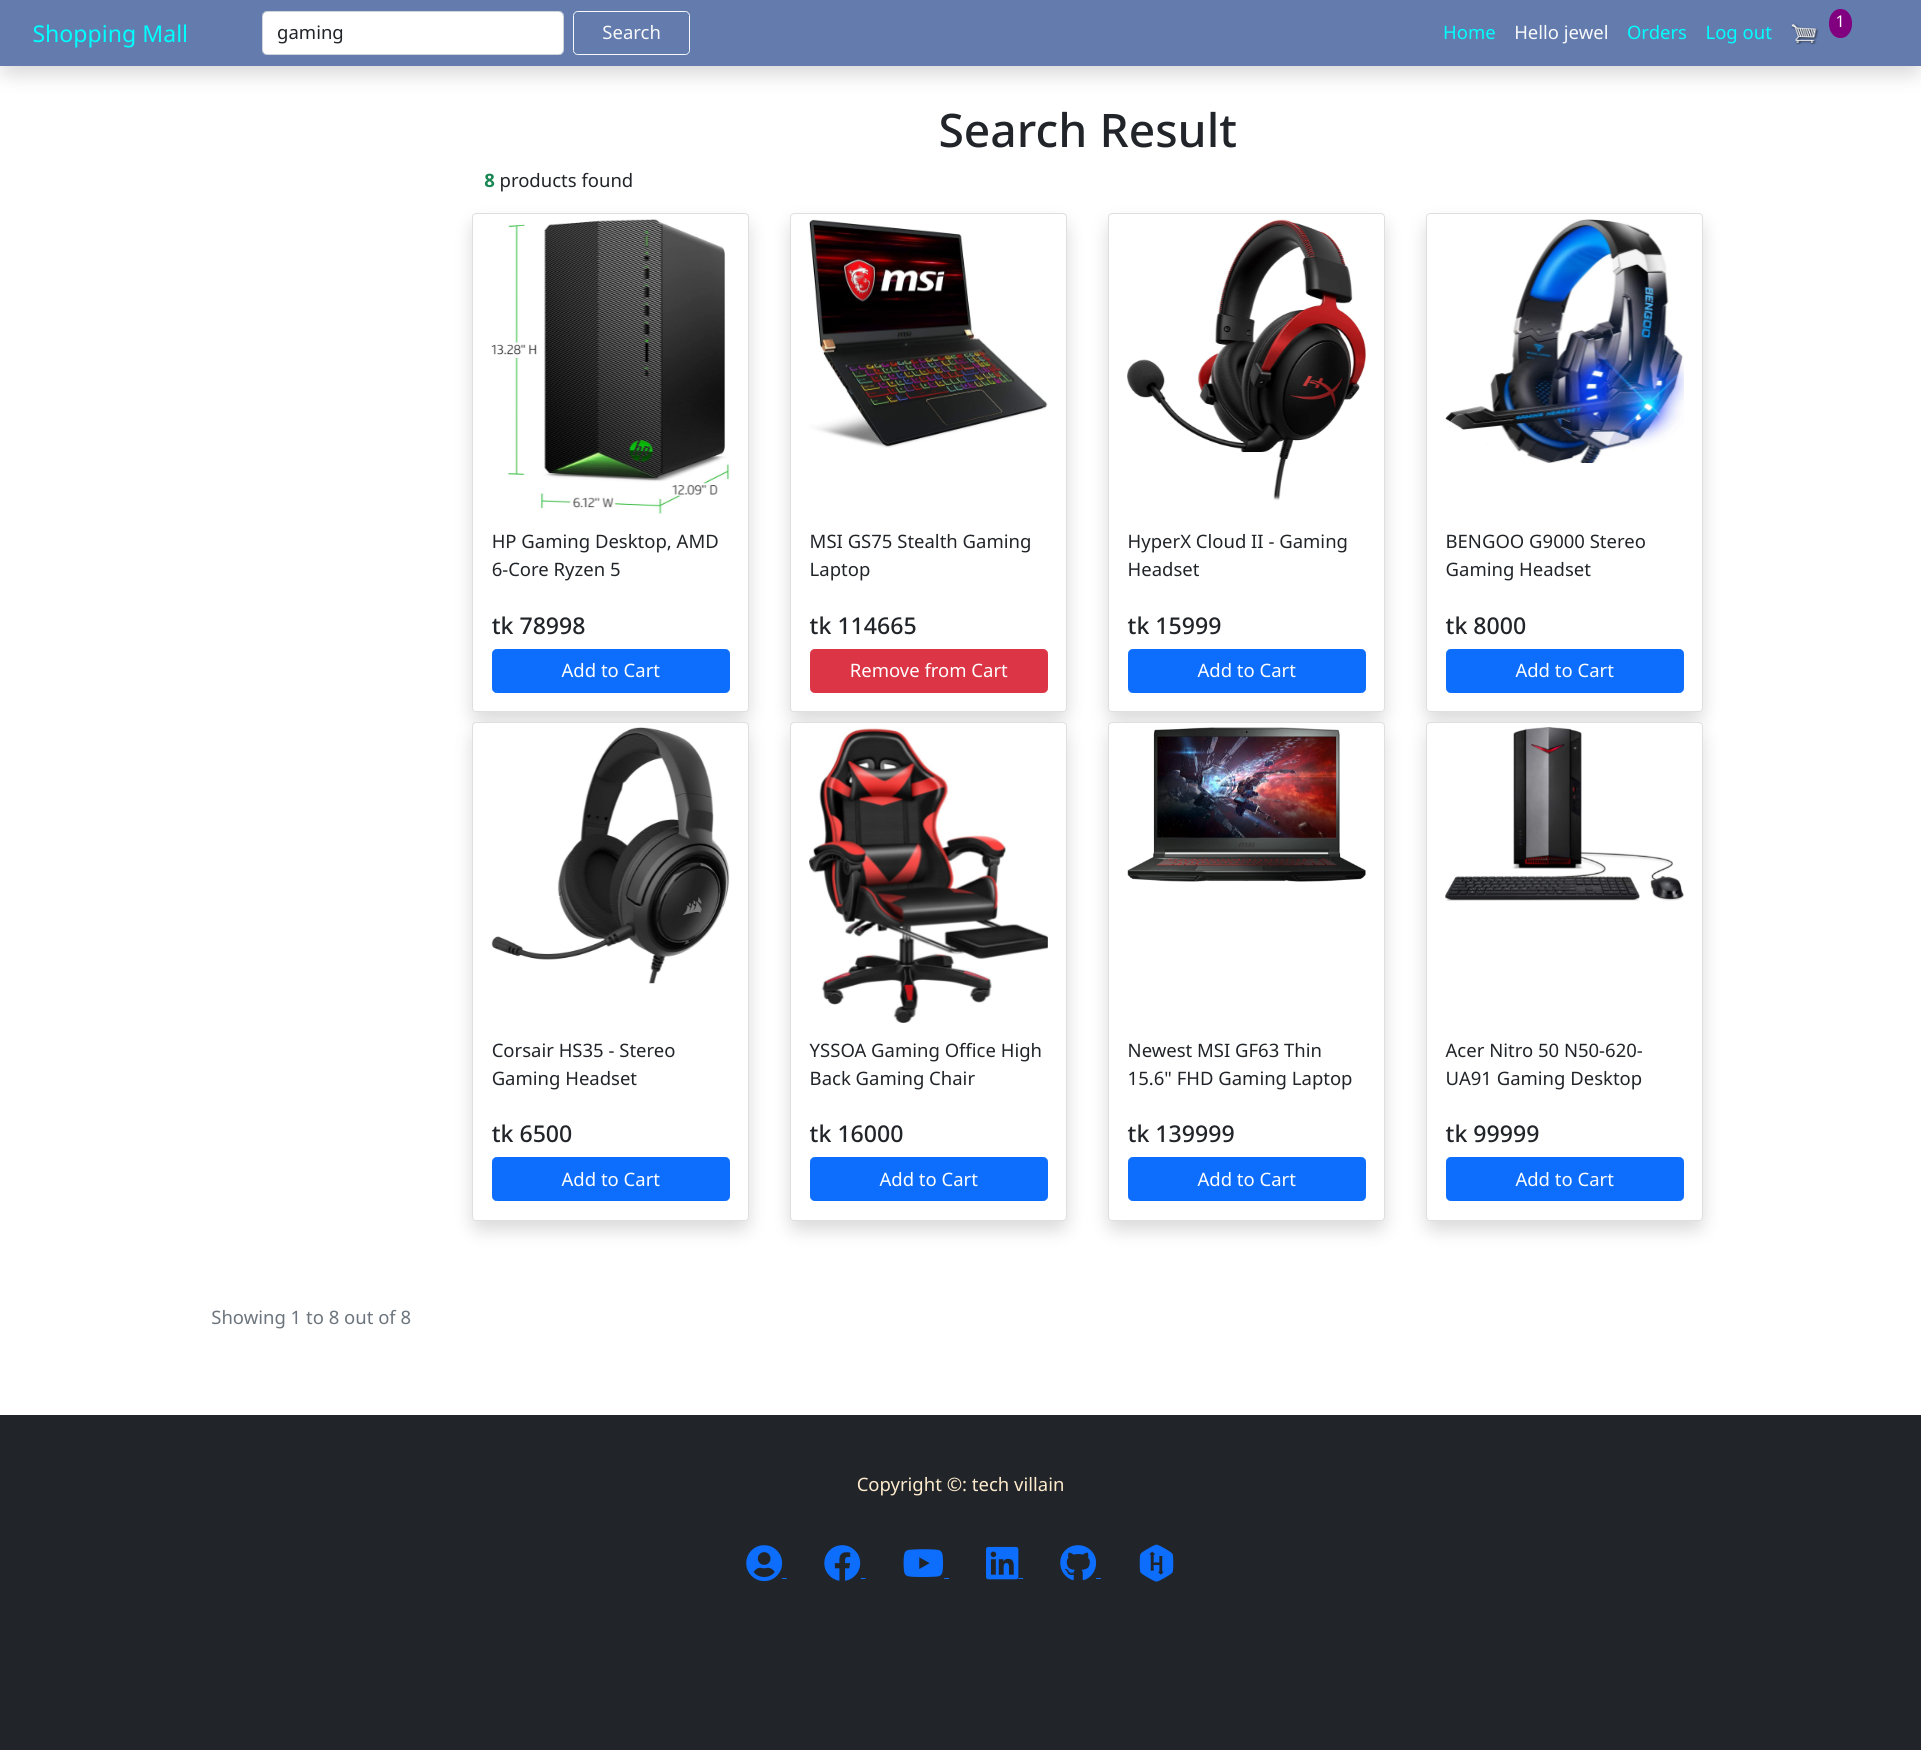 Shopping Mall
gaming
Search
Home
Hello jewel
Orders
Log out
1
Search Result
8 products found
13.28" H
12.09" D
6.12" W
HP Gaming Desktop, AMD
6-Core Ryzen 5
tk 78998
Add to Cart
msi
MSI GS75 Stealth Gaming
Laptop
tk 114665
Remove from Cart
HX
HyperX Cloud II - Gaming
Headset
tk 15999
Add to Cart
BENGOO
GAMING HEADSET
BENGOO G9000 Stereo
Gaming Headset
tk 8000
Add to Cart
Corsair HS35 - Stereo
Gaming Headset
tk 6500
Add to Cart
YSSOA Gaming Office High
Back Gaming Chair
tk 16000
Add to Cart
Newest MSI GF63 Thin
15.6" FHD Gaming Laptop
tk 139999
Add to Cart
Acer Nitro 50 N50-620-
UA91 Gaming Desktop
tk 99999
Add to Cart
Showing 1 to 8 out of 8
Copyright ©: tech villain